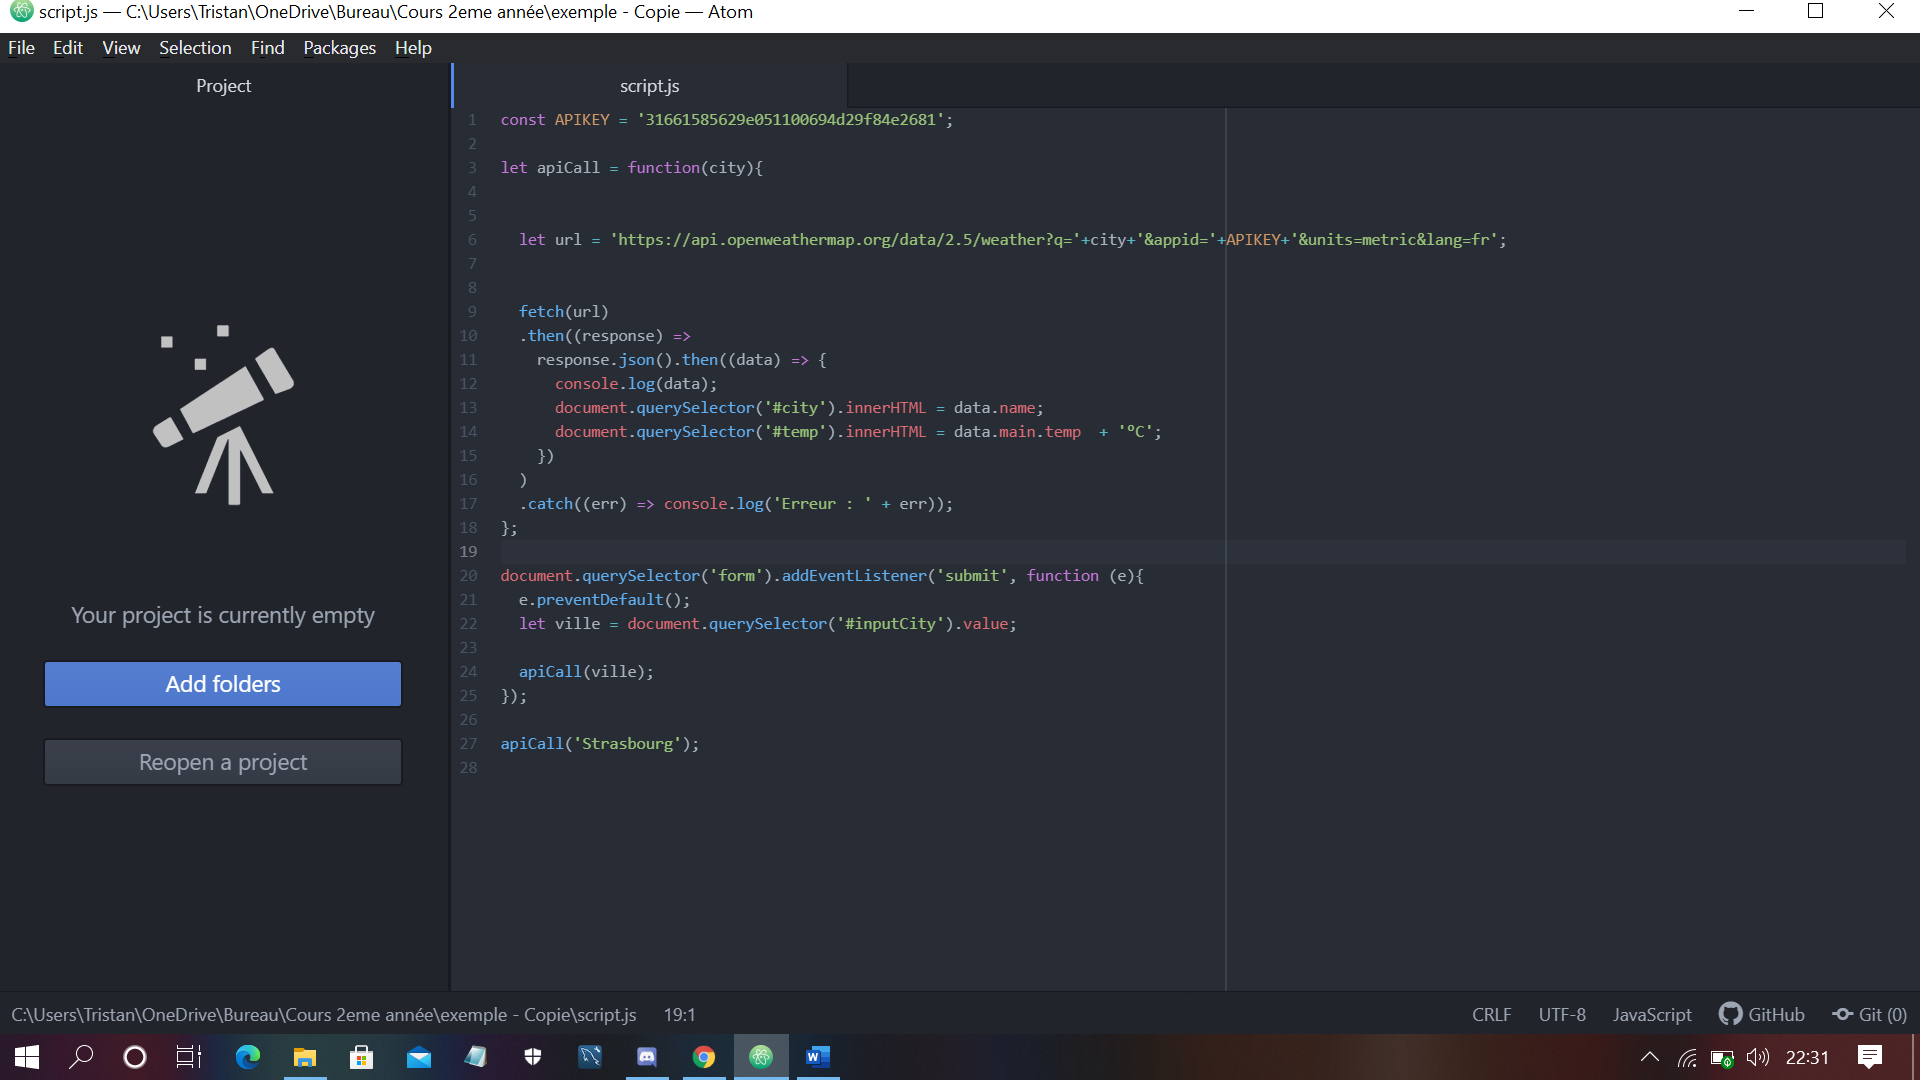 script.js — C:\Users\Tristan\OneDrive\Bureau\Cours 2eme année\exemple - Copie — Atom
File Edit View Selection Find Packages Help
Project
script.js
Your project is currently empty
Add folders
Reopen a project
1 const APIKEY = '31661585629e051100694d29f84e2681';
2
3 let apiCall = function(city){
4
5
6   let url = 'https://api.openweathermap.org/data/2.5/weather?q='+city+'&appid='+APIKEY+'&units=metric&lang=fr';
7
8
9   fetch(url)
10   .then((response) =>
11     response.json().then((data) => {
12       console.log(data);
13       document.querySelector('#city').innerHTML = data.name;
14       document.querySelector('#temp').innerHTML = data.main.temp  + '°C';
15     })
16   )
17   .catch((err) => console.log('Erreur : ' + err));
18 };
19
20 document.querySelector('form').addEventListener('submit', function (e){
21   e.preventDefault();
22   let ville = document.querySelector('#inputCity').value;
23
24   apiCall(ville);
25 });
26
27 apiCall('Strasbourg');
28
C:\Users\Tristan\OneDrive\Bureau\Cours 2eme année\exemple - Copie\script.js 19:1 CRLF UTF-8 JavaScript GitHub Git (0)
22:31